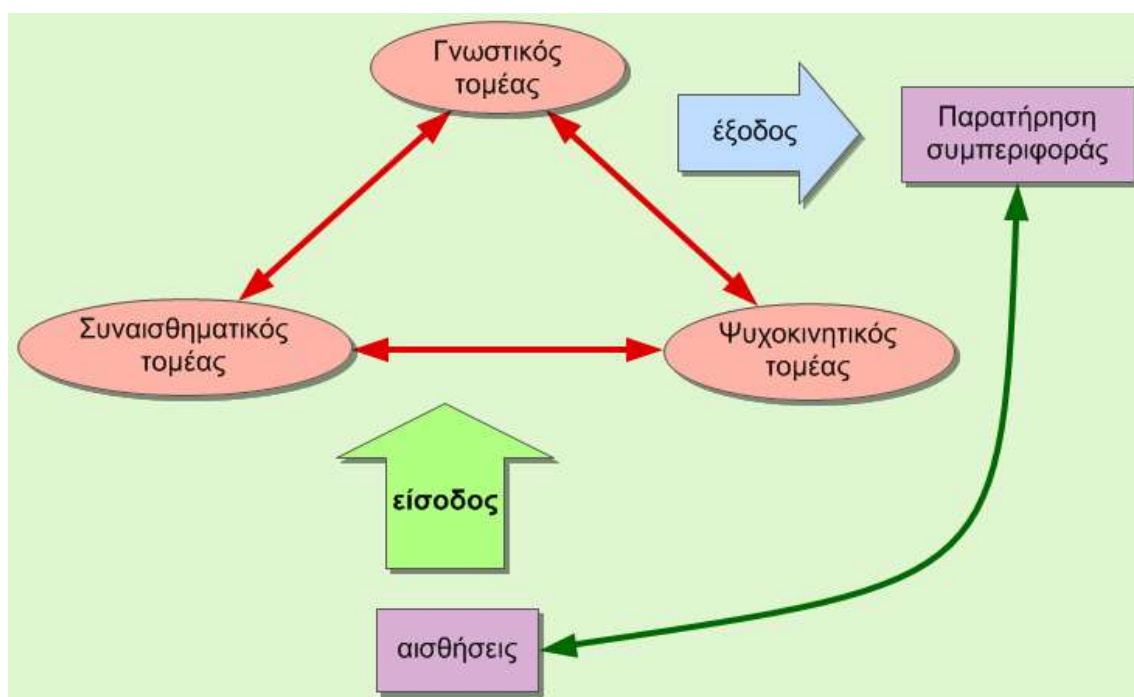 Γνωστικός
τομέας
έξοδος
Παρατήρηση
συμπεριφοράς
Συναισθηματικός
τομέας
Ψυχοκινητικός
τομέας
είσοδος
αισθήσεις